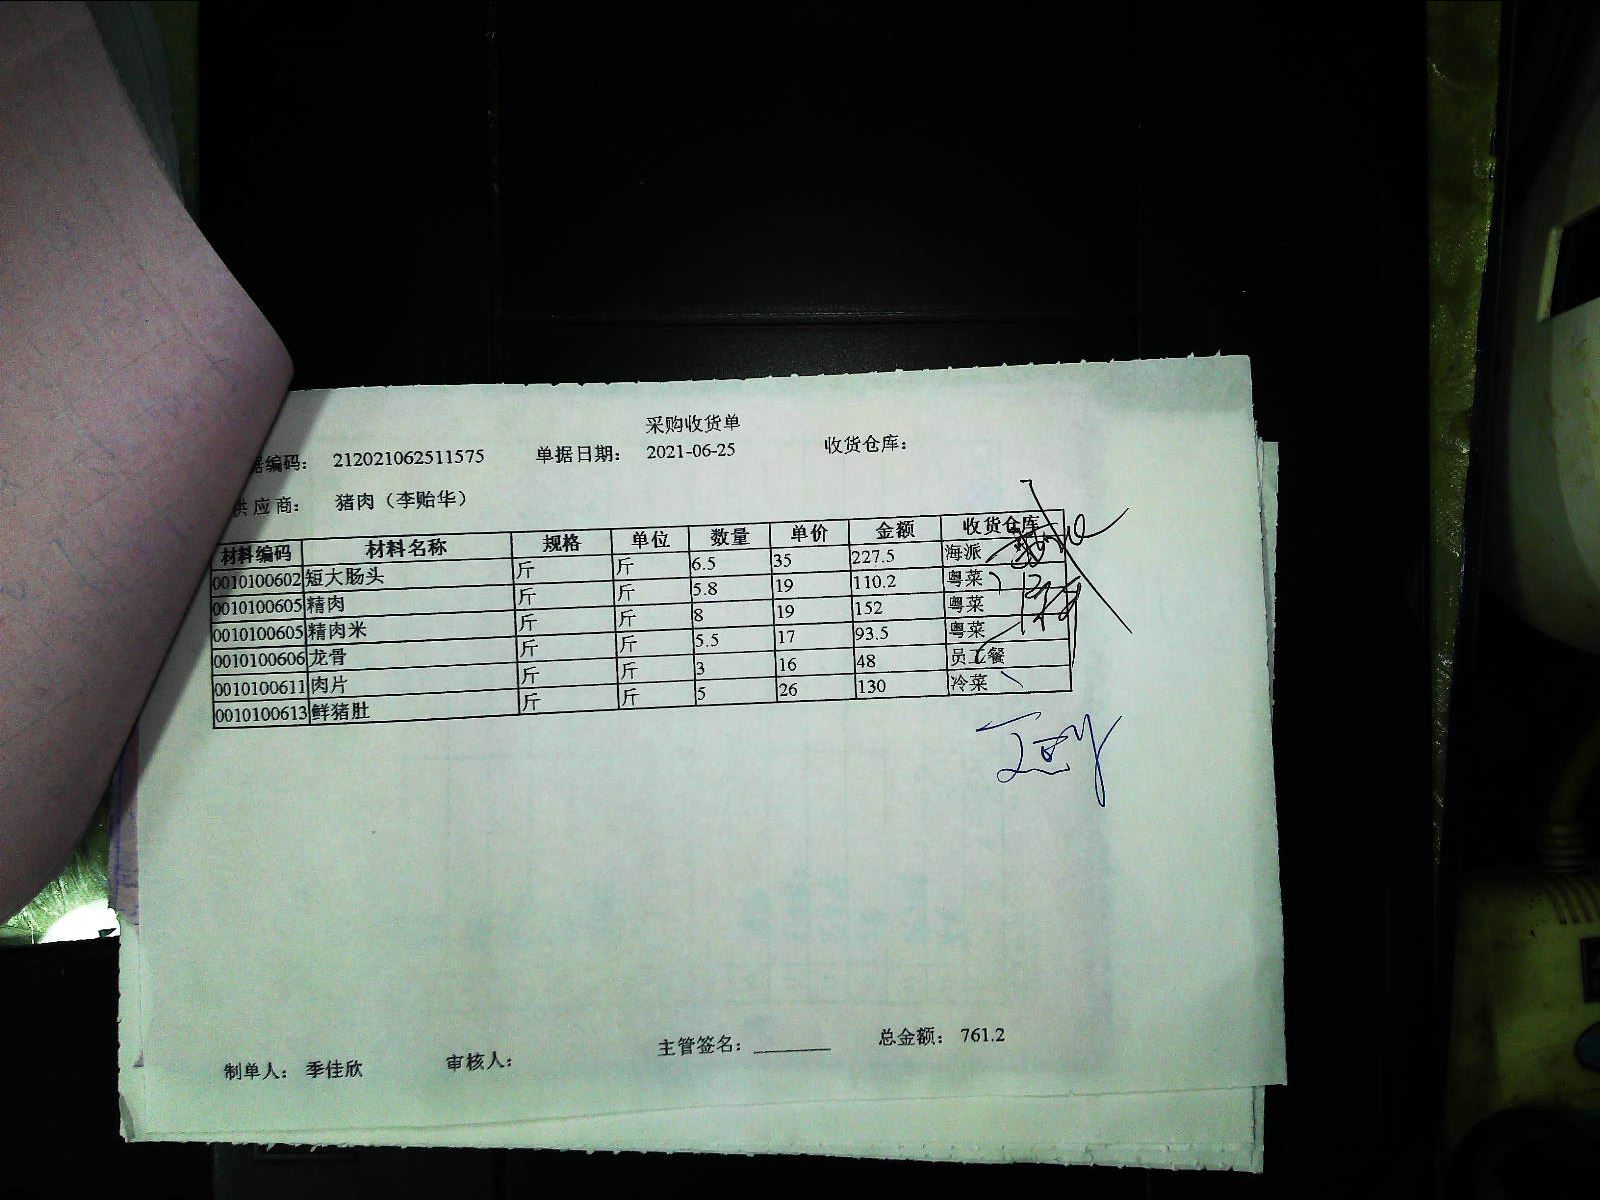 采购收货单
据编码： 212021062511575 单据日期： 2021-06-25 收货仓库：
供应商： 猪肉（李贻华）
材料编码 材料名称 规格 单位 数量 单价 金额 收货仓库
0010100602 短大肠头 斤 斤 6.5 35 227.5 海派
0010100605 精肉 斤 斤 5.8 19 110.2 粤菜
0010100605 精肉米 斤 斤 8 19 152 粤菜
0010100606 龙骨 斤 斤 5.5 17 93.5 粤菜
0010100611 肉片 斤 斤 3 16 48 员工餐
0010100613 鲜猪肚 斤 斤 5 26 130 冷菜
制单人： 季佳欣 审核人： 主管签名： 总金额： 761.2